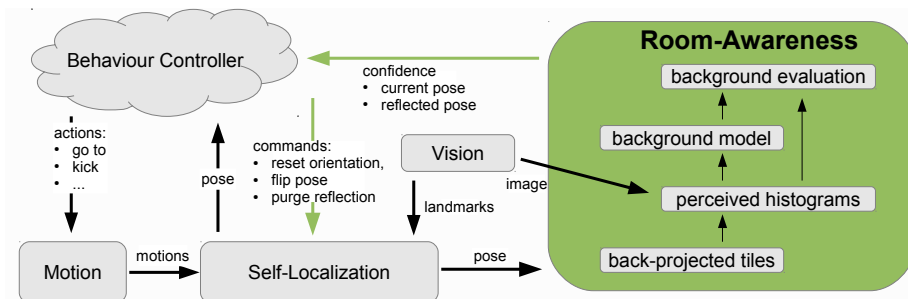 Room-Awareness
Behaviour Controller
confidence
• current pose
• reflected pose
background evaluation
background model
perceived histograms
back-projected tiles
actions:
• go to
• kick
• ...
pose
commands:
• reset orientation,
• flip pose
• purge reflection
Vision
image
landmarks
Motion
motions
Self-Localization
pose